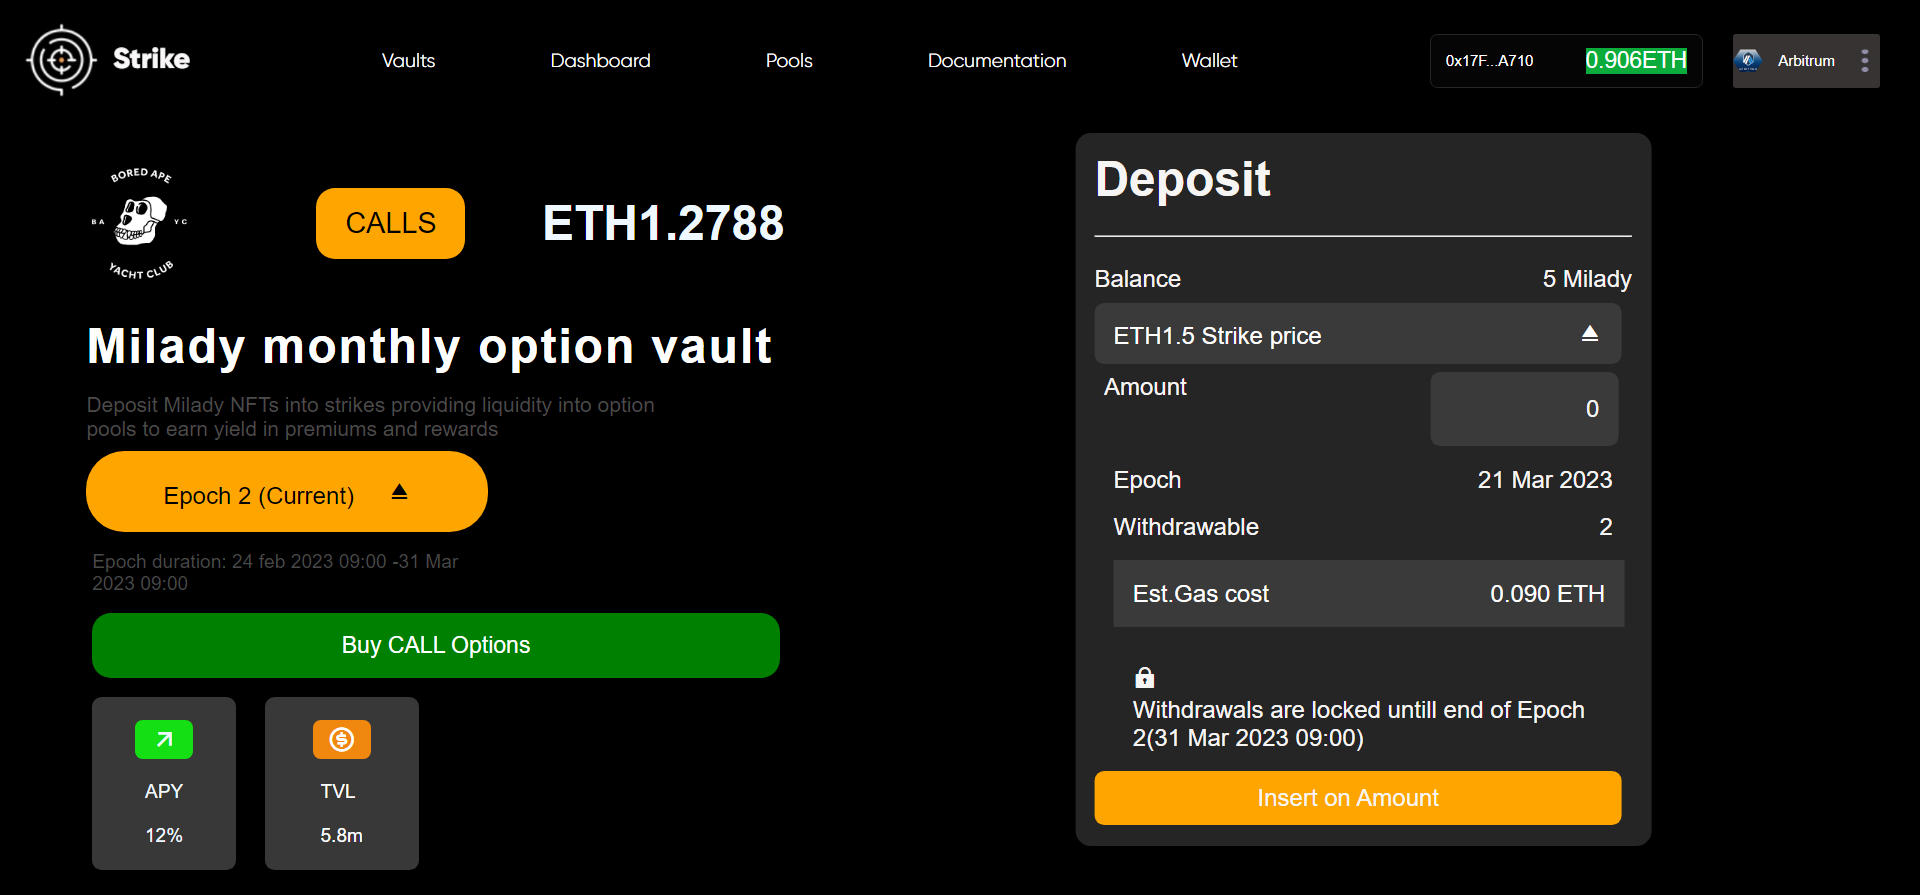 Strike
Vaults
Dashboard
Pools
Documentation
Wallet
0x17F...A710
0.906ETH
Arbitrum
BORED APE
BA YC
YACHT CLUB
CALLS
ETH1.2788
Milady monthly option vault
Deposit Milady NFTs into strikes providing liquidity into option
pools to earn yield in premiums and rewards
Epoch 2 (Current)
Epoch duration: 24 feb 2023 09:00 -31 Mar
2023 09:00
Buy CALL Options
APY
12%
TVL
5.8m
Deposit
Balance 5 Milady
ETH1.5 Strike price
Amount 0
Epoch 21 Mar 2023
Withdrawable 2
Est.Gas cost 0.090 ETH
Withdrawals are locked untill end of Epoch
2(31 Mar 2023 09:00)
Insert on Amount